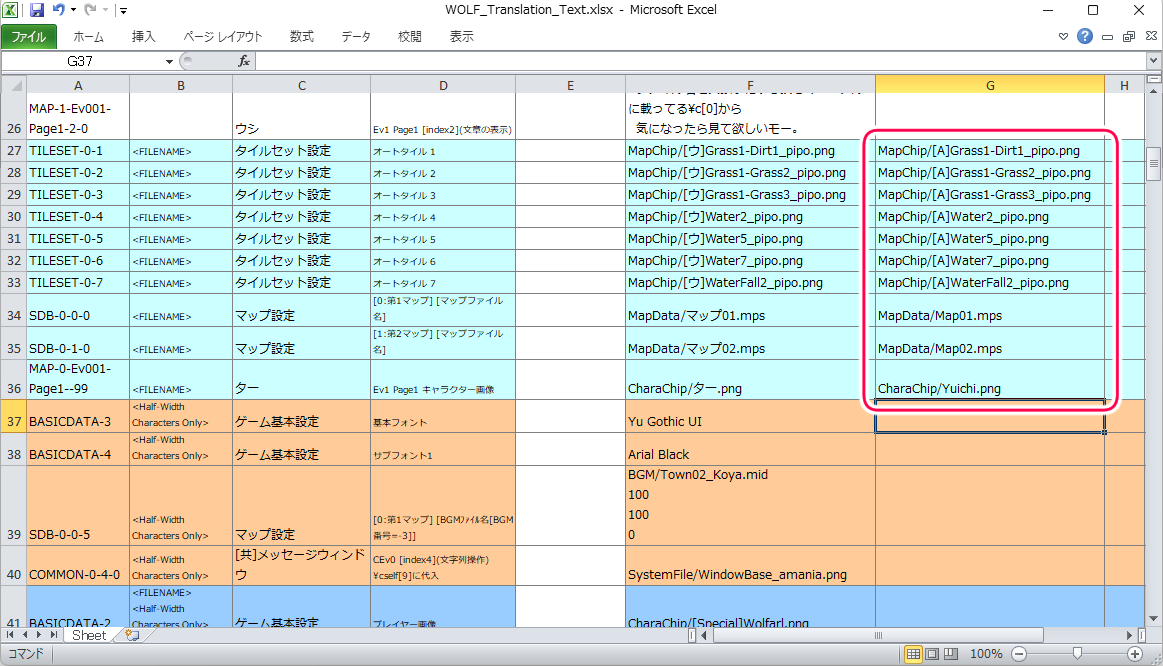 WOLF_Translation_Text.xlsx - Microsoft Excel
ファイル ホーム 挿入 ページ レイアウト 数式 データ 校閲 表示
G37 fx
A B C D E F G H
に載ってる¥c[0]から
MAP-1-Ev001-
26 Page1-2-0 ウシ Ev1 Page1 [index2](文章の表示) 気になったら見て欲しいモー。
27 TILESET-0-1 <FILENAME> タイルセット設定 オートタイル 1 MapChip/[ウ]Grass1-Dirt1_pipo.png MapChip/[A]Grass1-Dirt1_pipo.png
28 TILESET-0-2 <FILENAME> タイルセット設定 オートタイル 2 MapChip/[ウ]Grass1-Grass2_pipo.png MapChip/[A]Grass1-Grass2_pipo.png
29 TILESET-0-3 <FILENAME> タイルセット設定 オートタイル 3 MapChip/[ウ]Grass1-Grass3_pipo.png MapChip/[A]Grass1-Grass3_pipo.png
30 TILESET-0-4 <FILENAME> タイルセット設定 オートタイル 4 MapChip/[ウ]Water2_pipo.png MapChip/[A]Water2_pipo.png
31 TILESET-0-5 <FILENAME> タイルセット設定 オートタイル 5 MapChip/[ウ]Water5_pipo.png MapChip/[A]Water5_pipo.png
32 TILESET-0-6 <FILENAME> タイルセット設定 オートタイル 6 MapChip/[ウ]Water7_pipo.png MapChip/[A]Water7_pipo.png
33 TILESET-0-7 <FILENAME> タイルセット設定 オートタイル 7 MapChip/[ウ]WaterFall2_pipo.png MapChip/[A]WaterFall2_pipo.png
[0:第1マップ] [マップファイル
34 SDB-0-0-0 <FILENAME> マップ設定 名] MapData/マップ01.mps MapData/Map01.mps
[1:第2マップ] [マップファイル
35 SDB-0-1-0 <FILENAME> マップ設定 名] MapData/マップ02.mps MapData/Map02.mps
MAP-0-Ev001-
36 Page1--99 <FILENAME> ター Ev1 Page1 キャラクター画像 CharaChip/ター.png CharaChip/Yuichi.png
<Half-Width
37 BASICDATA-3 Characters Only> ゲーム基本設定 基本フォント Yu Gothic UI
<Half-Width
38 BASICDATA-4 Characters Only> ゲーム基本設定 サブフォント1 Arial Black
BGM/Town02_Koya.mid
100
<Half-Width [0:第1マップ] [BGMﾌｧｲﾙ名[BGM 100
39 SDB-0-0-5 Characters Only> マップ設定 番号=-3]] 0
<Half-Width [共]メッセージウィンド CEv0 [index4](文字列操作)
40 COMMON-0-4-0 Characters Only> ウ ¥cself[9]に代入 SystemFile/WindowBase_amania.png
<FILENAME>
<Half-Width
41 BASICDATA-2 Characters Only> ゲーム基本設定 プレイヤー画像 CharaChip/[Special]Wolfarl.png
Sheet
コマンド 100%